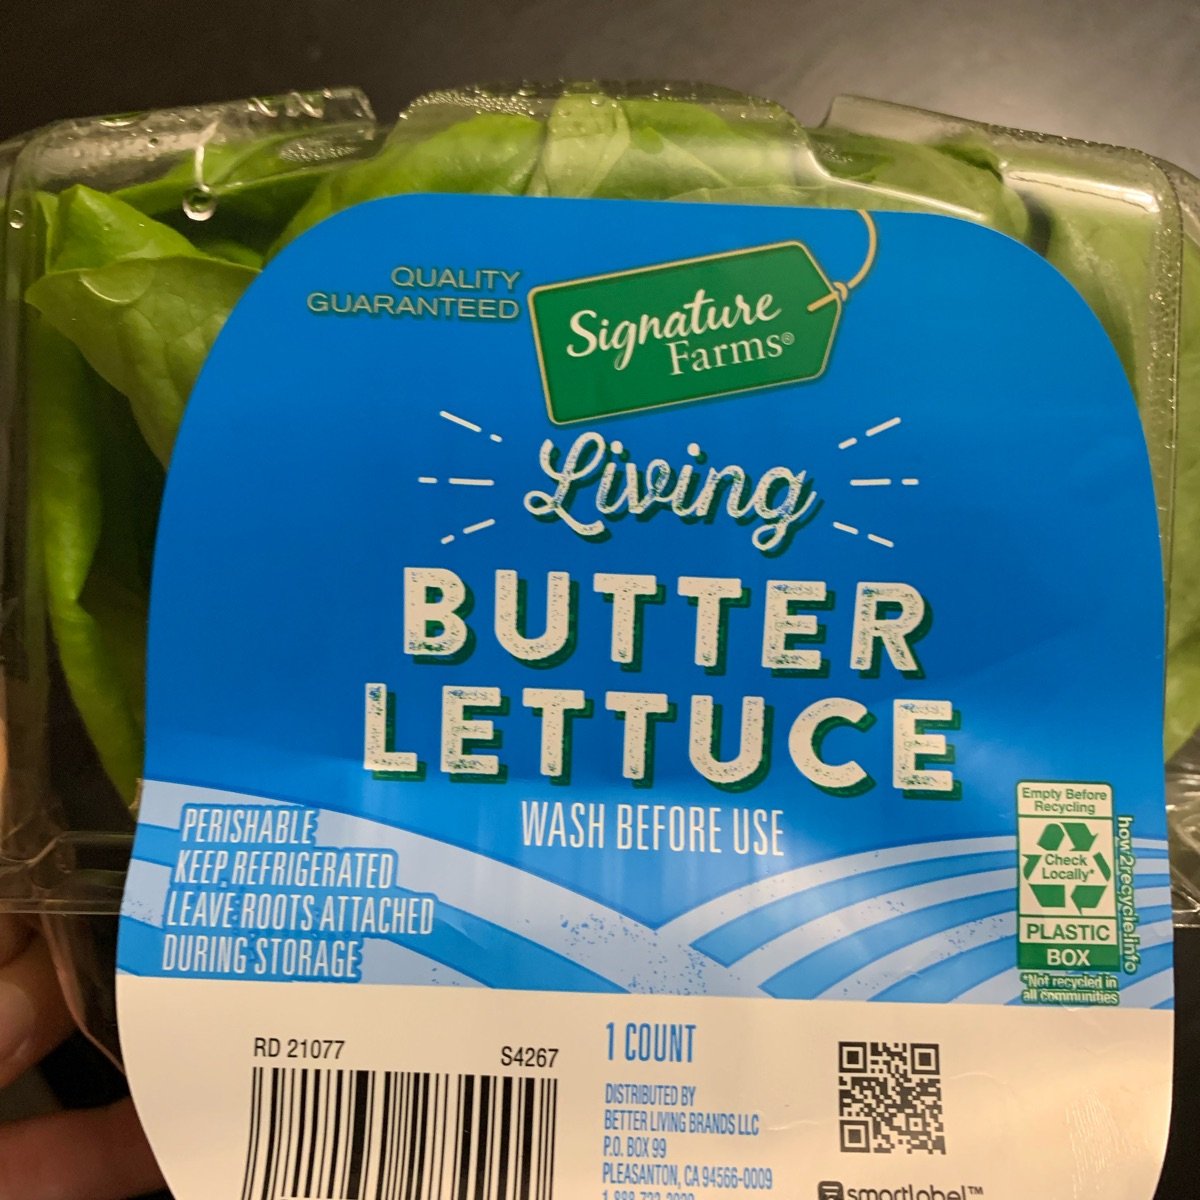 QUALITY
GUARANTEED
Signature
Farms®
Living
BUTTER
LETTUCE
WASH BEFORE USE
PERISHABLE
KEEP REFRIGERATED
LEAVE ROOTS ATTACHED
DURING STORAGE
Empty Before
Recycling
Check
Locally*
PLASTIC
BOX
*Not recycled in
all communities
how2recycle.info
RD 21077
S4267
1 COUNT
DISTRIBUTED BY
BETTER LIVING BRANDS LLC
P.O. BOX 99
PLEASANTON, CA 94566-0009
smartlabel™